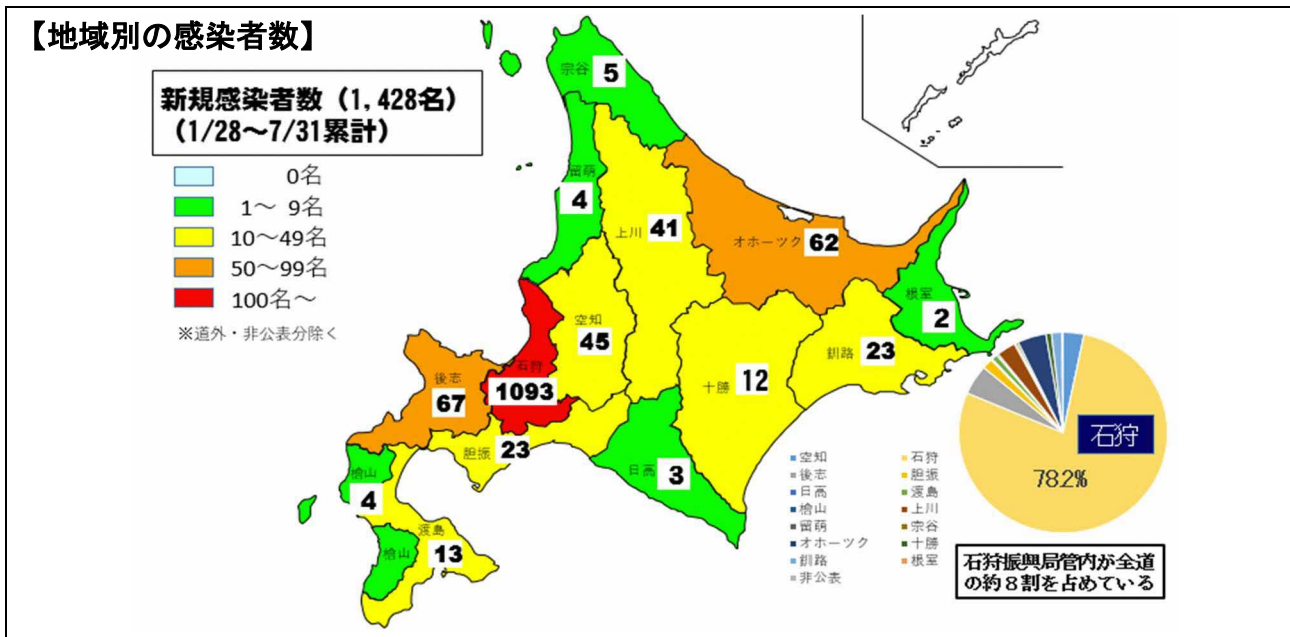 【地域別の感染者数】
新規感染者数（1,428名）
（1/28～7/31累計）
0名
1～ 9名
10～49名
50～99名
100名～
※道外・非公表分除く
宗谷 5
留萌
4
上川 41
オホーツク 62
根室
2
空知
45
釧路 23
石狩
1093
後志
67
十勝 12
胆振 23
日高 3
檜山
4
渡島
13
檜山
石狩
78.2%
空知 石狩
後志 胆振
日高 渡島
檜山 上川
留萌 宗谷
オホーツク 十勝
釧路 根室
非公表
石狩振興局管内が全道
の約８割を占めている